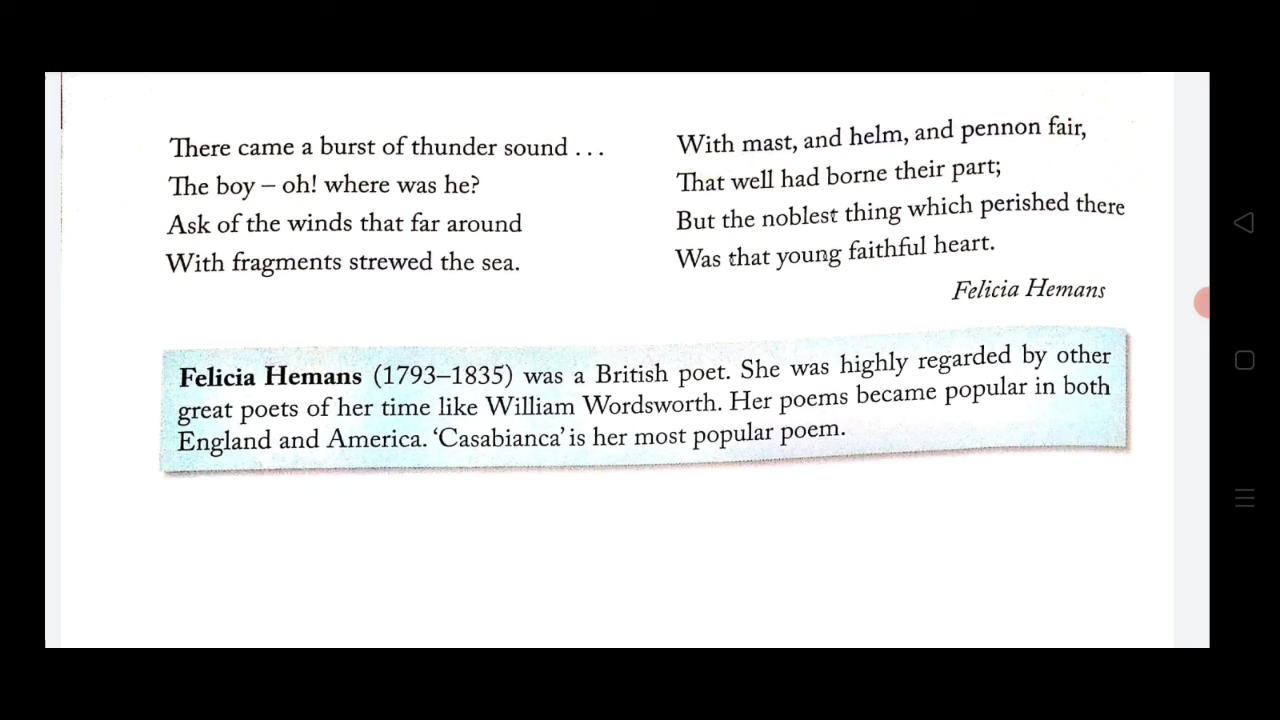 There came a burst of thunder sound . . .
The boy – oh! where was he?
Ask of the winds that far around
With fragments strewed the sea.
With mast, and helm, and pennon fair,
That well had borne their part;
But the noblest thing which perished there
Was that young faithful heart.
Felicia Hemans
Felicia Hemans (1793–1835) was a British poet. She was highly regarded by other
great poets of her time like William Wordsworth. Her poems became popular in both
England and America. ‘Casabianca’ is her most popular poem.